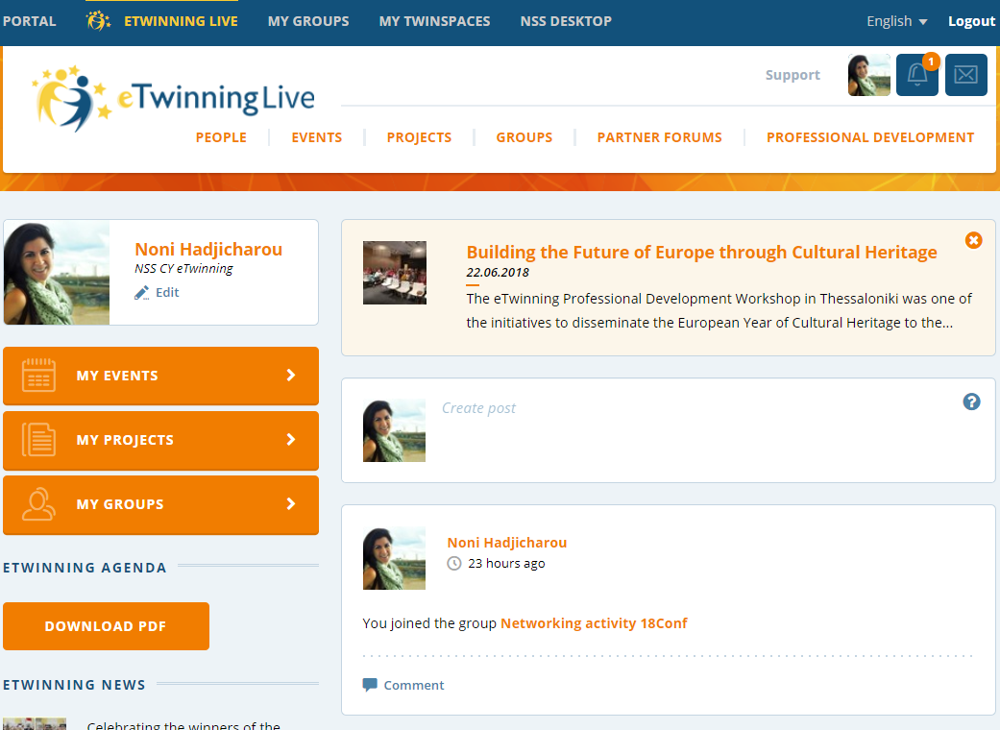 PORTAL
ETWINNING LIVE
MY GROUPS
MY TWINSPACES
NSS DESKTOP
English
Logout
eTwinning Live
Support
1
PEOPLE
EVENTS
PROJECTS
GROUPS
PARTNER FORUMS
PROFESSIONAL DEVELOPMENT
Noni Hadjicharou
NSS CY eTwinning
Edit
MY EVENTS
MY PROJECTS
MY GROUPS
ETWINNING AGENDA
DOWNLOAD PDF
ETWINNING NEWS
Celebrating the winners of the
Building the Future of Europe through Cultural Heritage
22.06.2018
The eTwinning Professional Development Workshop in Thessaloniki was one of
the initiatives to disseminate the European Year of Cultural Heritage to the...
Create post
?
Noni Hadjicharou
23 hours ago
You joined the group Networking activity 18Conf
Comment